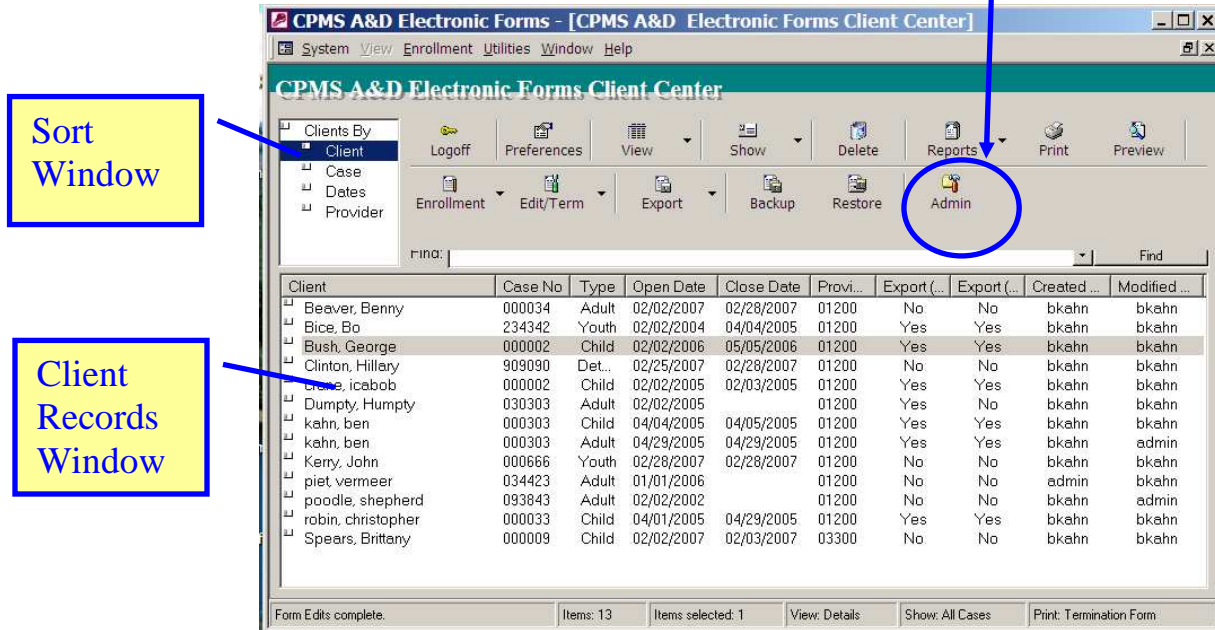 CPMS A&D Electronic Forms - [CPMS A&D Electronic Forms Client Center]
System View Enrollment Utilities Window Help
CPMS A&D Electronic Forms Client Center
Sort
Window
Clients By
Client
Case
Dates
Provider
Logoff Preferences View Show Delete Reports Print Preview
Enrollment Edit/Term Export Backup Restore Admin
Find: Find
Client Case No Type Open Date Close Date Provi... Export (... Export (... Created ... Modified ...
Beaver, Benny 000034 Adult 02/02/2007 02/28/2007 01200 No No bkahn bkahn
Bice, Bo 234342 Youth 02/02/2004 04/04/2005 01200 Yes Yes bkahn bkahn
Bush, George 000002 Child 02/02/2006 05/05/2006 01200 Yes Yes bkahn bkahn
Clinton, Hillary 909090 Det... 02/25/2007 02/28/2007 01200 No No bkahn bkahn
crane, icabob 000002 Child 02/02/2005 02/03/2005 01200 Yes Yes bkahn bkahn
Dumpty, Humpty 030303 Adult 02/02/2005 01200 Yes No bkahn bkahn
kahn, ben 000303 Child 04/04/2005 04/05/2005 01200 Yes Yes bkahn bkahn
kahn, ben 000303 Adult 04/29/2005 04/29/2005 01200 Yes Yes bkahn admin
Kerry, John 000666 Youth 02/28/2007 02/28/2007 01200 No No bkahn bkahn
piet, vermeer 034423 Adult 01/01/2006 01200 No No admin bkahn
poodle, shepherd 093843 Adult 02/02/2002 01200 No No bkahn admin
robin, christopher 000033 Child 04/01/2005 04/29/2005 01200 Yes Yes bkahn bkahn
Spears, Brittany 000009 Child 02/02/2007 02/03/2007 03300 No No bkahn bkahn
Client
Records
Window
Form Edits complete. Items: 13 Items selected: 1 View: Details Show: All Cases Print: Termination Form